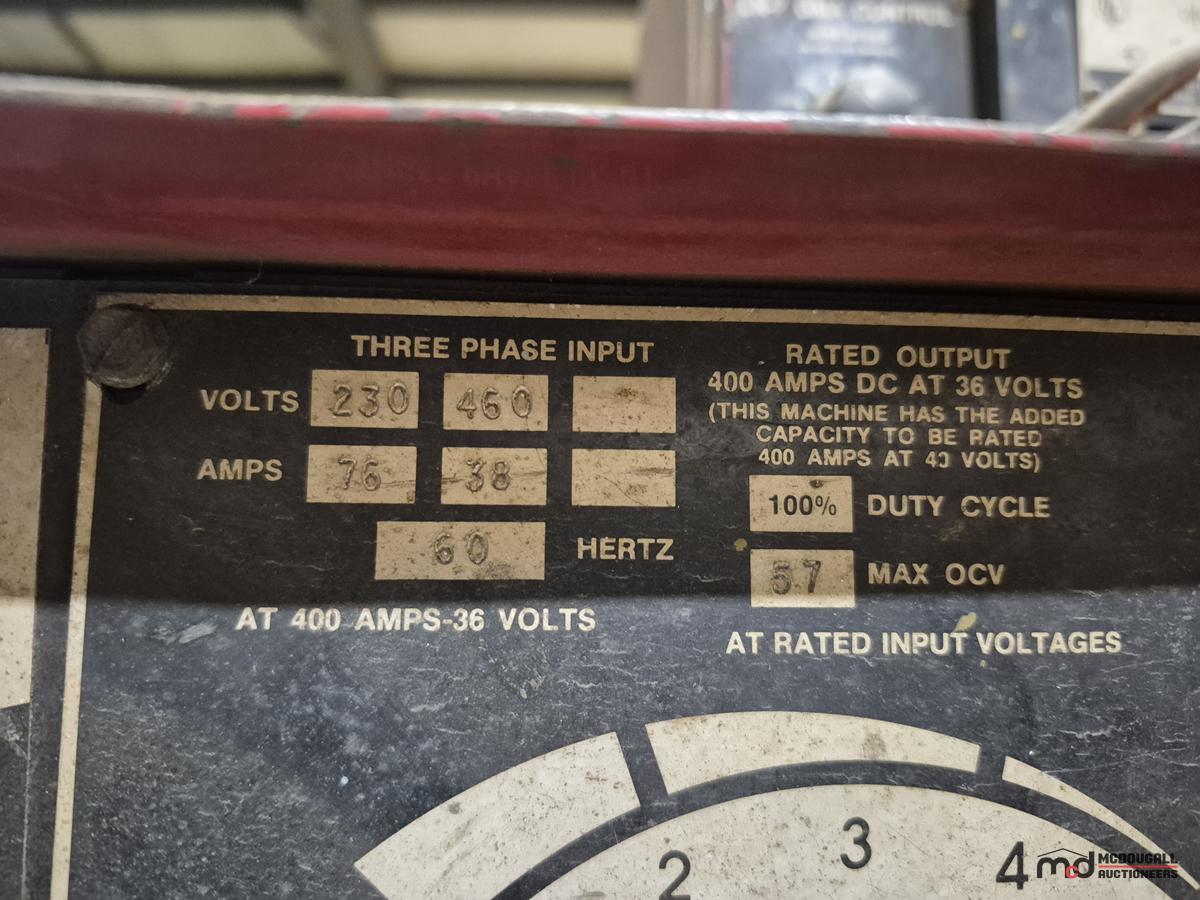 THREE PHASE INPUT
VOLTS 230 460
AMPS 76 38
60 HERTZ
AT 400 AMPS-36 VOLTS
RATED OUTPUT
400 AMPS DC AT 36 VOLTS
(THIS MACHINE HAS THE ADDED
CAPACITY TO BE RATED
400 AMPS AT 40 VOLTS)
100% DUTY CYCLE
57 MAX OCV
AT RATED INPUT VOLTAGES
2 3 4
mcd MCDOUGALL
AUCTIONEERS